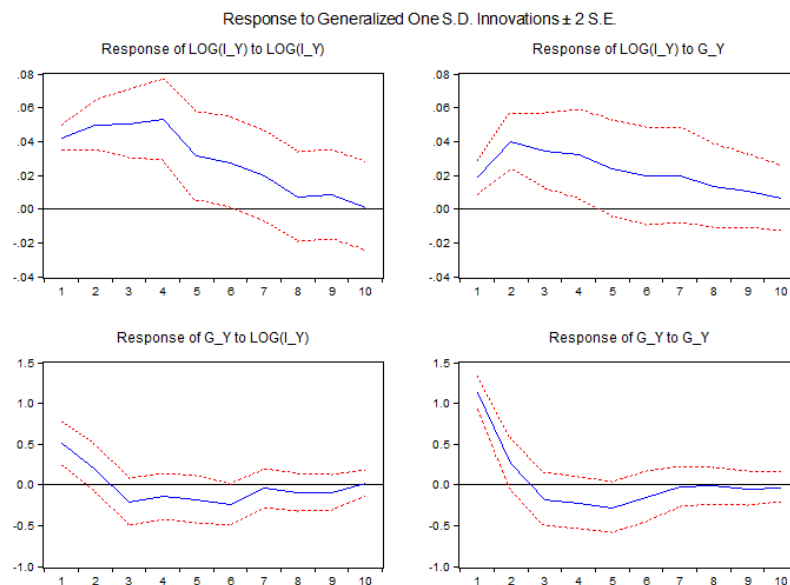 Response to Generalized One S.D. Innovations ± 2 S.E.
Response of LOG(I_Y) to LOG(I_Y)
.08
.06
.04
.02
.00
-.02
-.04
1 2 3 4 5 6 7 8 9 10
Response of LOG(I_Y) to G_Y
.08
.06
.04
.02
.00
-.02
-.04
1 2 3 4 5 6 7 8 9 10
Response of G_Y to LOG(I_Y)
1.5
1.0
0.5
0.0
-0.5
-1.0
1 2 3 4 5 6 7 8 9 10
Response of G_Y to G_Y
1.5
1.0
0.5
0.0
-0.5
-1.0
1 2 3 4 5 6 7 8 9 10